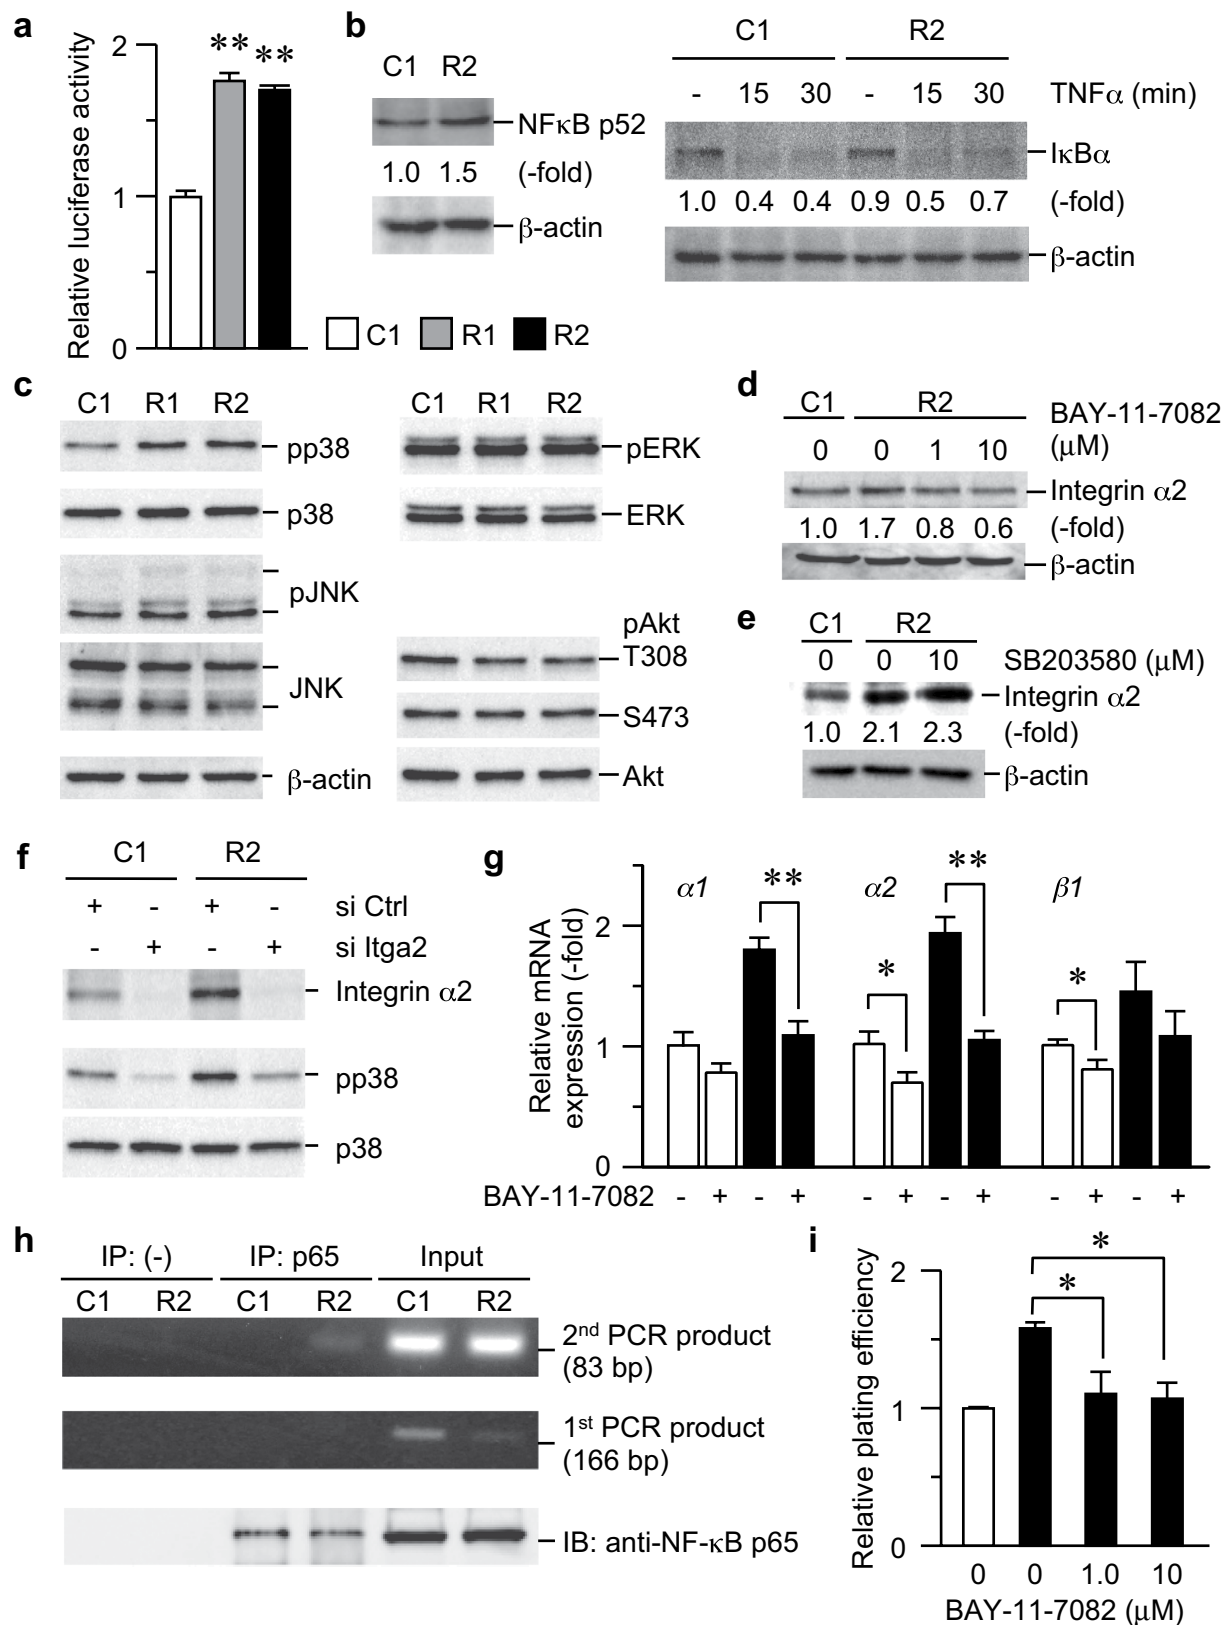 a
Relative luciferase activity
2
1
0
** **
C1 R1 R2
b
C1 R2
NFκB p52
1.0 1.5 (-fold)
β-actin
C1 R2
- 15 30 - 15 30 TNFα (min)
IκBα
1.0 0.4 0.4 0.9 0.5 0.7 (-fold)
β-actin
c
C1 R1 R2
pp38
p38
pJNK
JNK
β-actin
C1 R1 R2
pERK
ERK
pAkt
T308
S473
Akt
d
C1 R2 BAY-11-7082
0 0 1 10 (μM)
Integrin α2
1.0 1.7 0.8 0.6 (-fold)
β-actin
e
C1 R2
0 0 10 SB203580 (μM)
Integrin α2
1.0 2.1 2.3 (-fold)
β-actin
f
C1 R2
+ - + - si Ctrl
- + - + si Itga2
Integrin α2
pp38
p38
g
Relative mRNA
expression (-fold)
2
1
0
α1 ** α2 ** β1
* *
BAY-11-7082 - + - + - + - + - + - +
h
IP: (-) IP: p65 Input
C1 R2 C1 R2 C1 R2
2nd PCR product
(83 bp)
1st PCR product
(166 bp)
IB: anti-NF-κB p65
i
Relative plating efficiency
2
1
0
*
*
0 0 1.0 10
BAY-11-7082 (μM)